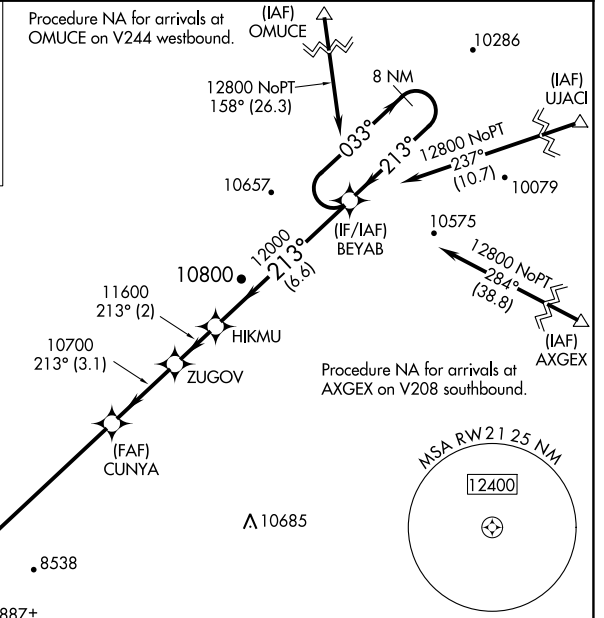 Procedure NA for arrivals at
OMUCE on V244 westbound.
(IAF)
OMUCE
10286
8 NM
(IAF)
UJACI
12800 NoPT
158° (26.3)
033°
213°
12800 NoPT
237°
(10.7)
10079
10657
(IF/IAF)
BEYAB
10575
12000
213°
(6.6)
12800 NoPT
284°
(38.8)
10800
11600
213° (2)
HIKMU
(IAF)
AXGEX
10700
213° (3.1)
ZUGOV
Procedure NA for arrivals at
AXGEX on V208 southbound.
(FAF)
CUNYA
MSA RW21 25 NM
12400
10685
8538
887±